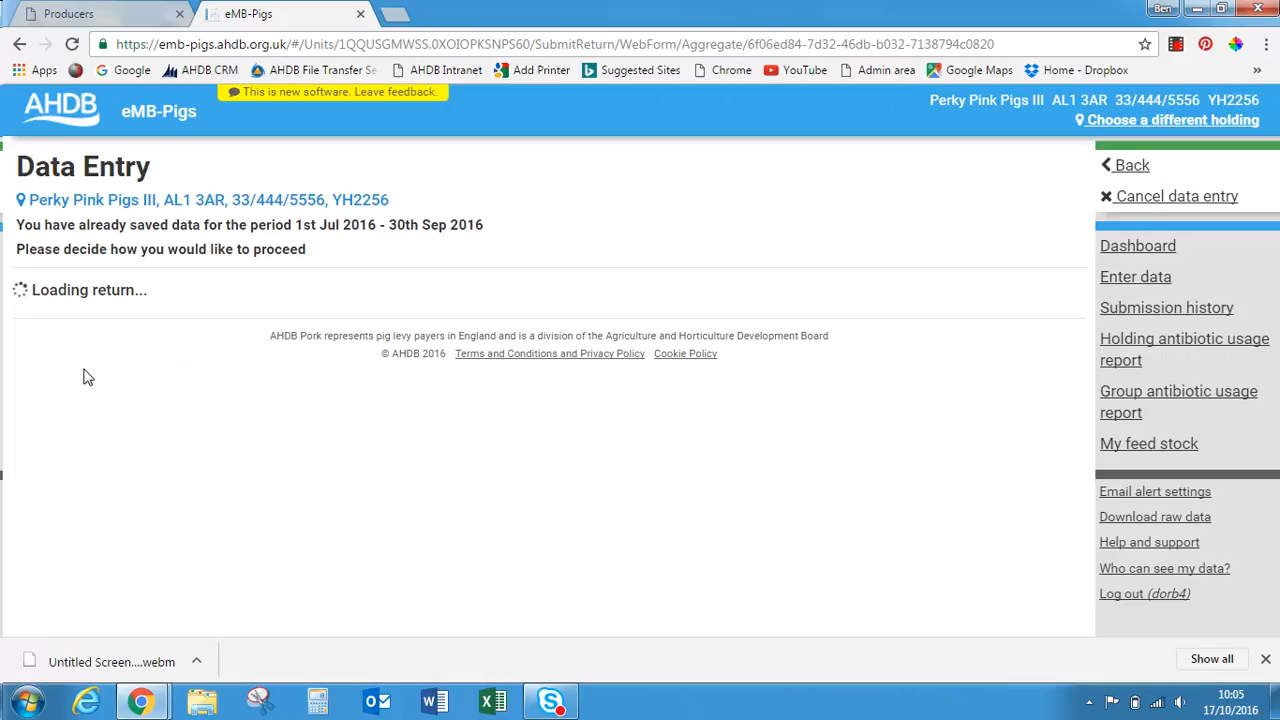 Producers
eMB-Pigs
Ben
https://emb-pigs.ahdb.org.uk/#/Units/1QQUSGMWSS.0XOIOPKSNPS60/SubmitReturn/WebForm/Aggregate/6f06ed84-7d32-46db-b032-7138794c0820
Apps
Google
AHDB CRM
AHDB File Transfer Se
AHDB Intranet
Add Printer
Suggested Sites
Chrome
YouTube
Admin area
Google Maps
Home - Dropbox
»
AHDB
eMB-Pigs
This is new software. Leave feedback.
Perky Pink Pigs III AL1 3AR 33/444/5556 YH2256
Choose a different holding
Data Entry
Perky Pink Pigs III, AL1 3AR, 33/444/5556, YH2256
You have already saved data for the period 1st Jul 2016 - 30th Sep 2016
Please decide how you would like to proceed
Loading return...
AHDB Pork represents pig levy payers in England and is a division of the Agriculture and Horticulture Development Board
© AHDB 2016 Terms and Conditions and Privacy Policy Cookie Policy
Back
Cancel data entry
Dashboard
Enter data
Submission history
Holding antibiotic usage
report
Group antibiotic usage
report
My feed stock
Email alert settings
Download raw data
Help and support
Who can see my data?
Log out (dorb4)
Untitled Screen....webm
Show all
10:05
17/10/2016